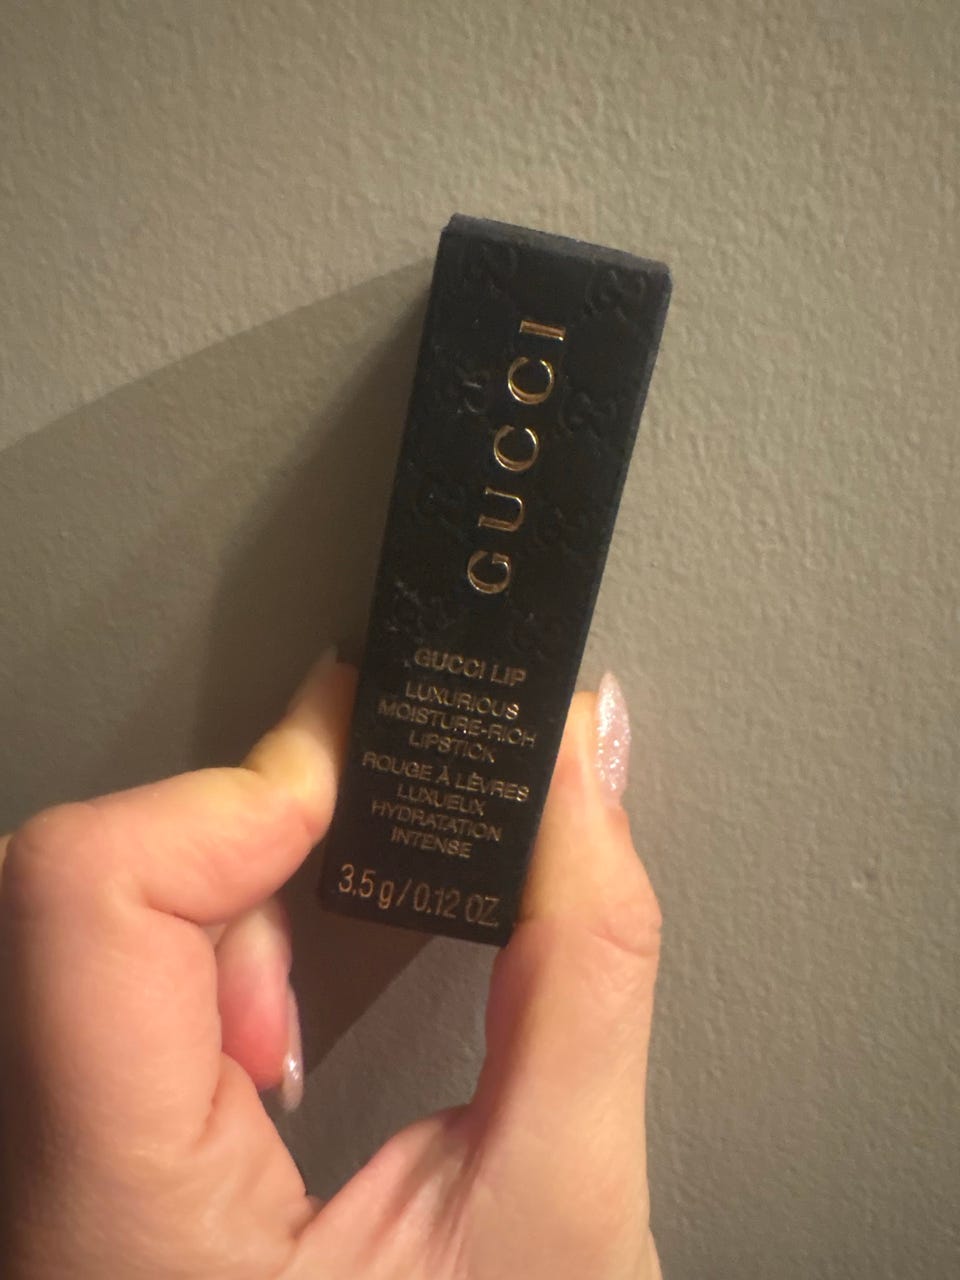 GUCCI
GUCCI LIP
LUXURIOUS
MOISTURE-RICH
LIPSTICK
ROUGE À LÈVRES
LUXUEUX
HYDRATATION
INTENSE
3.5 g / 0.12 OZ.